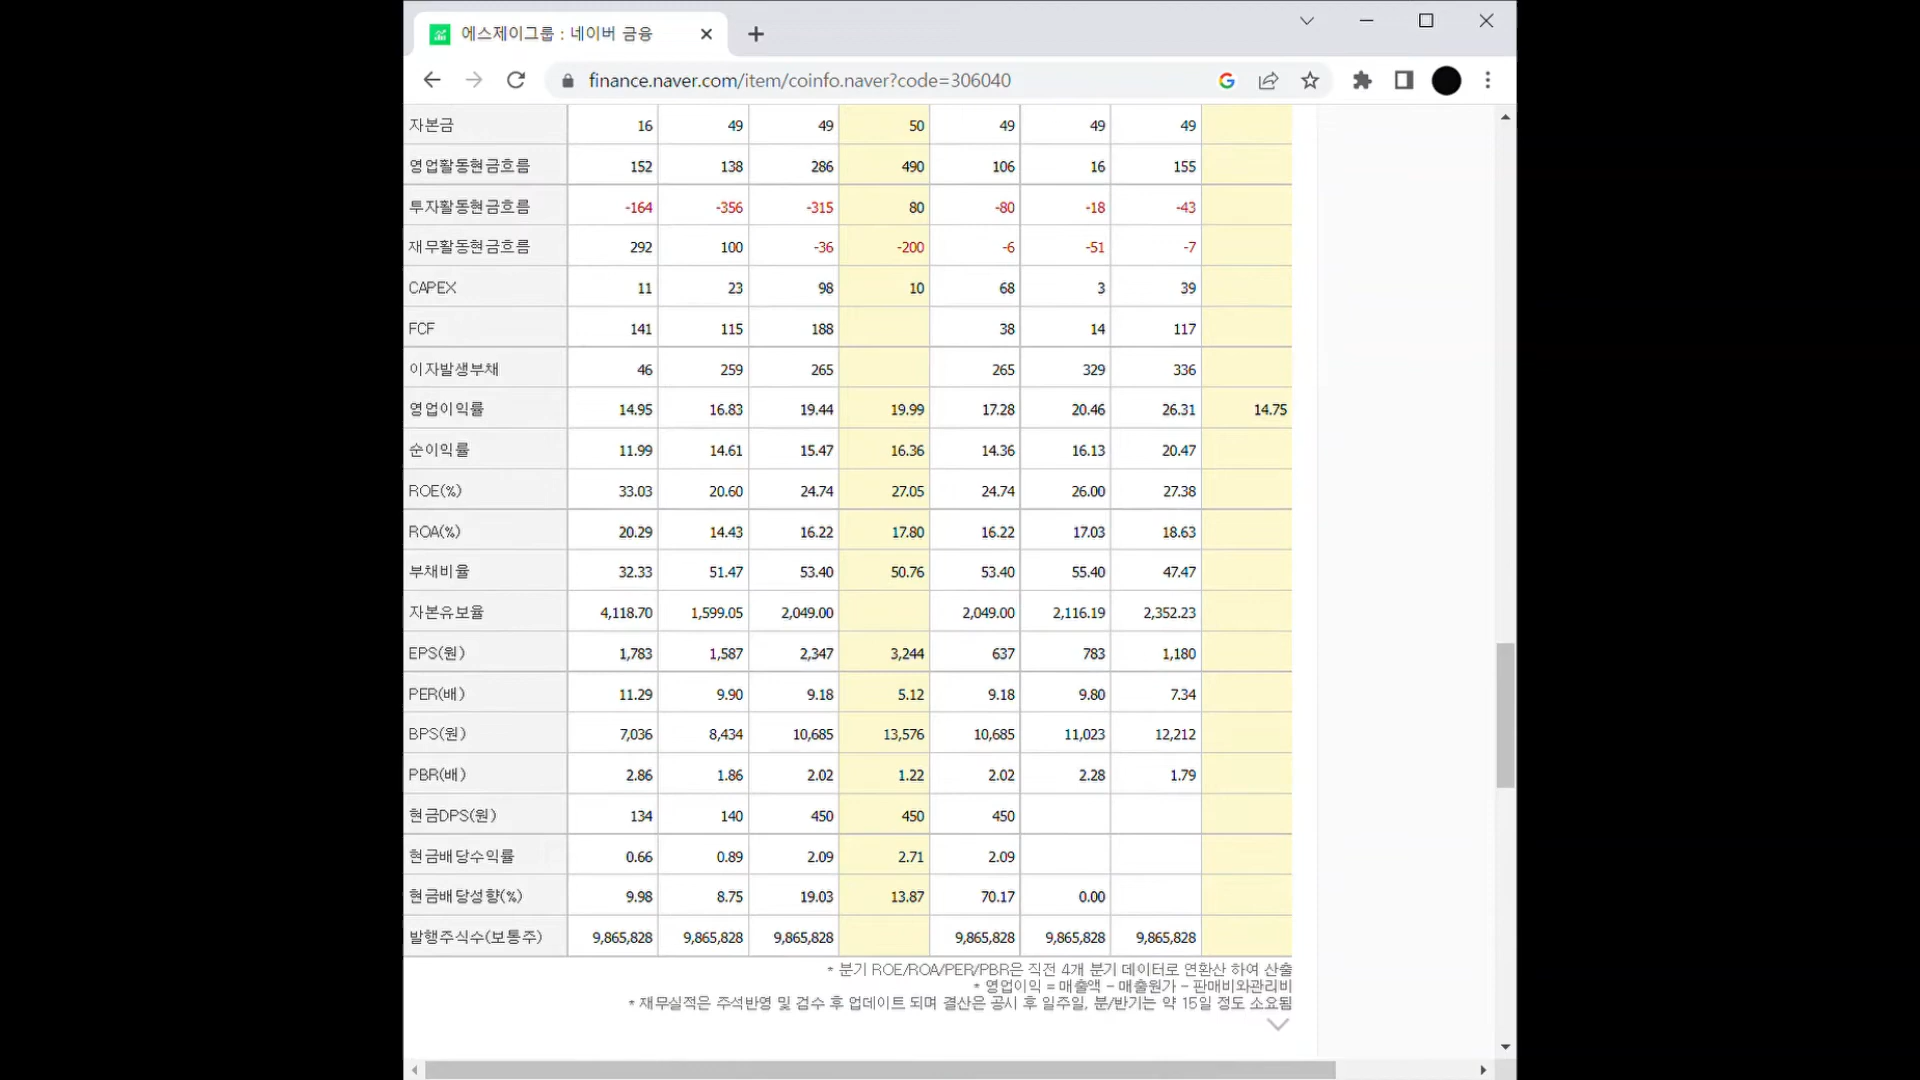 에스제이그룹 : 네이버 금융
finance.naver.com/item/coinfo.naver?code=306040
자본금 16 49 49 50 49 49 49
영업활동현금흐름 152 138 286 490 106 16 155
투자활동현금흐름 -164 -356 -315 80 -80 -18 -43
재무활동현금흐름 292 100 -36 -200 -6 -51 -7
CAPEX 11 23 98 10 68 3 39
FCF 141 115 188 38 14 117
이자발생부채 46 259 265 265 329 336
영업이익률 14.95 16.83 19.44 19.99 17.28 20.46 26.31 14.75
순이익률 11.99 14.61 15.47 16.36 14.36 16.13 20.47
ROE(%) 33.03 20.60 24.74 27.05 24.74 26.00 27.38
ROA(%) 20.29 14.43 16.22 17.80 16.22 17.03 18.63
부채비율 32.33 51.47 53.40 50.76 53.40 55.40 47.47
자본유보율 4,118.70 1,599.05 2,049.00 2,049.00 2,116.19 2,352.23
EPS(원) 1,783 1,587 2,347 3,244 637 783 1,180
PER(배) 11.29 9.90 9.18 5.12 9.18 9.80 7.34
BPS(원) 7,036 8,434 10,685 13,576 10,685 11,023 12,212
PBR(배) 2.86 1.86 2.02 1.22 2.02 2.28 1.79
현금DPS(원) 134 140 450 450 450
현금배당수익률 0.66 0.89 2.09 2.71 2.09
현금배당성향(%) 9.98 8.75 19.03 13.87 70.17 0.00
발행주식수(보통주) 9,865,828 9,865,828 9,865,828 9,865,828 9,865,828 9,865,828
* 분기 ROE/ROA/PER/PBR은 직전 4개 분기 데이터로 연환산 하여 산출
* 영업이익 = 매출액 - 매출원가 - 판매비와관리비
* 재무실적은 주석반영 및 검수 후 업데이트 되며 결산은 공시 후 일주일, 분/반기는 약 15일 정도 소요됨